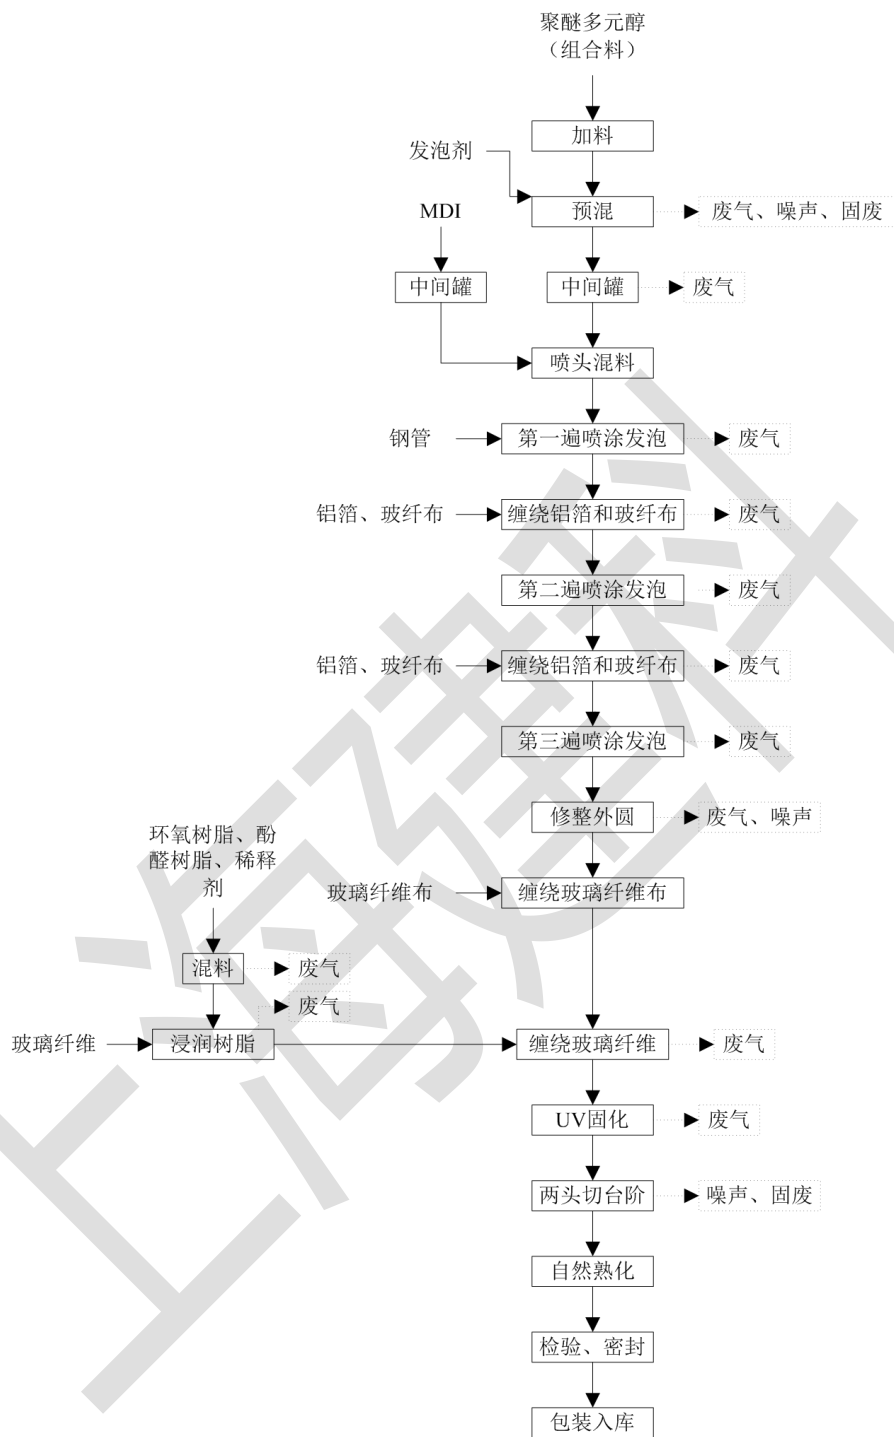 聚醚多元醇
（组合料）
加料
发泡剂
预混
废气、噪声、固废
MDI
中间罐
中间罐
废气
喷头混料
钢管
第一遍喷涂发泡
废气
铝箔、玻纤布
缠绕铝箔和玻纤布
废气
第二遍喷涂发泡
废气
铝箔、玻纤布
缠绕铝箔和玻纤布
废气
第三遍喷涂发泡
废气
修整外圆
废气、噪声
环氧树脂、酚
醛树脂、稀释
剂
玻璃纤维布
缠绕玻璃纤维布
混料
废气
废气
玻璃纤维
浸润树脂
缠绕玻璃纤维
废气
UV固化
废气
两头切台阶
噪声、固废
自然熟化
检验、密封
包装入库
上海建科